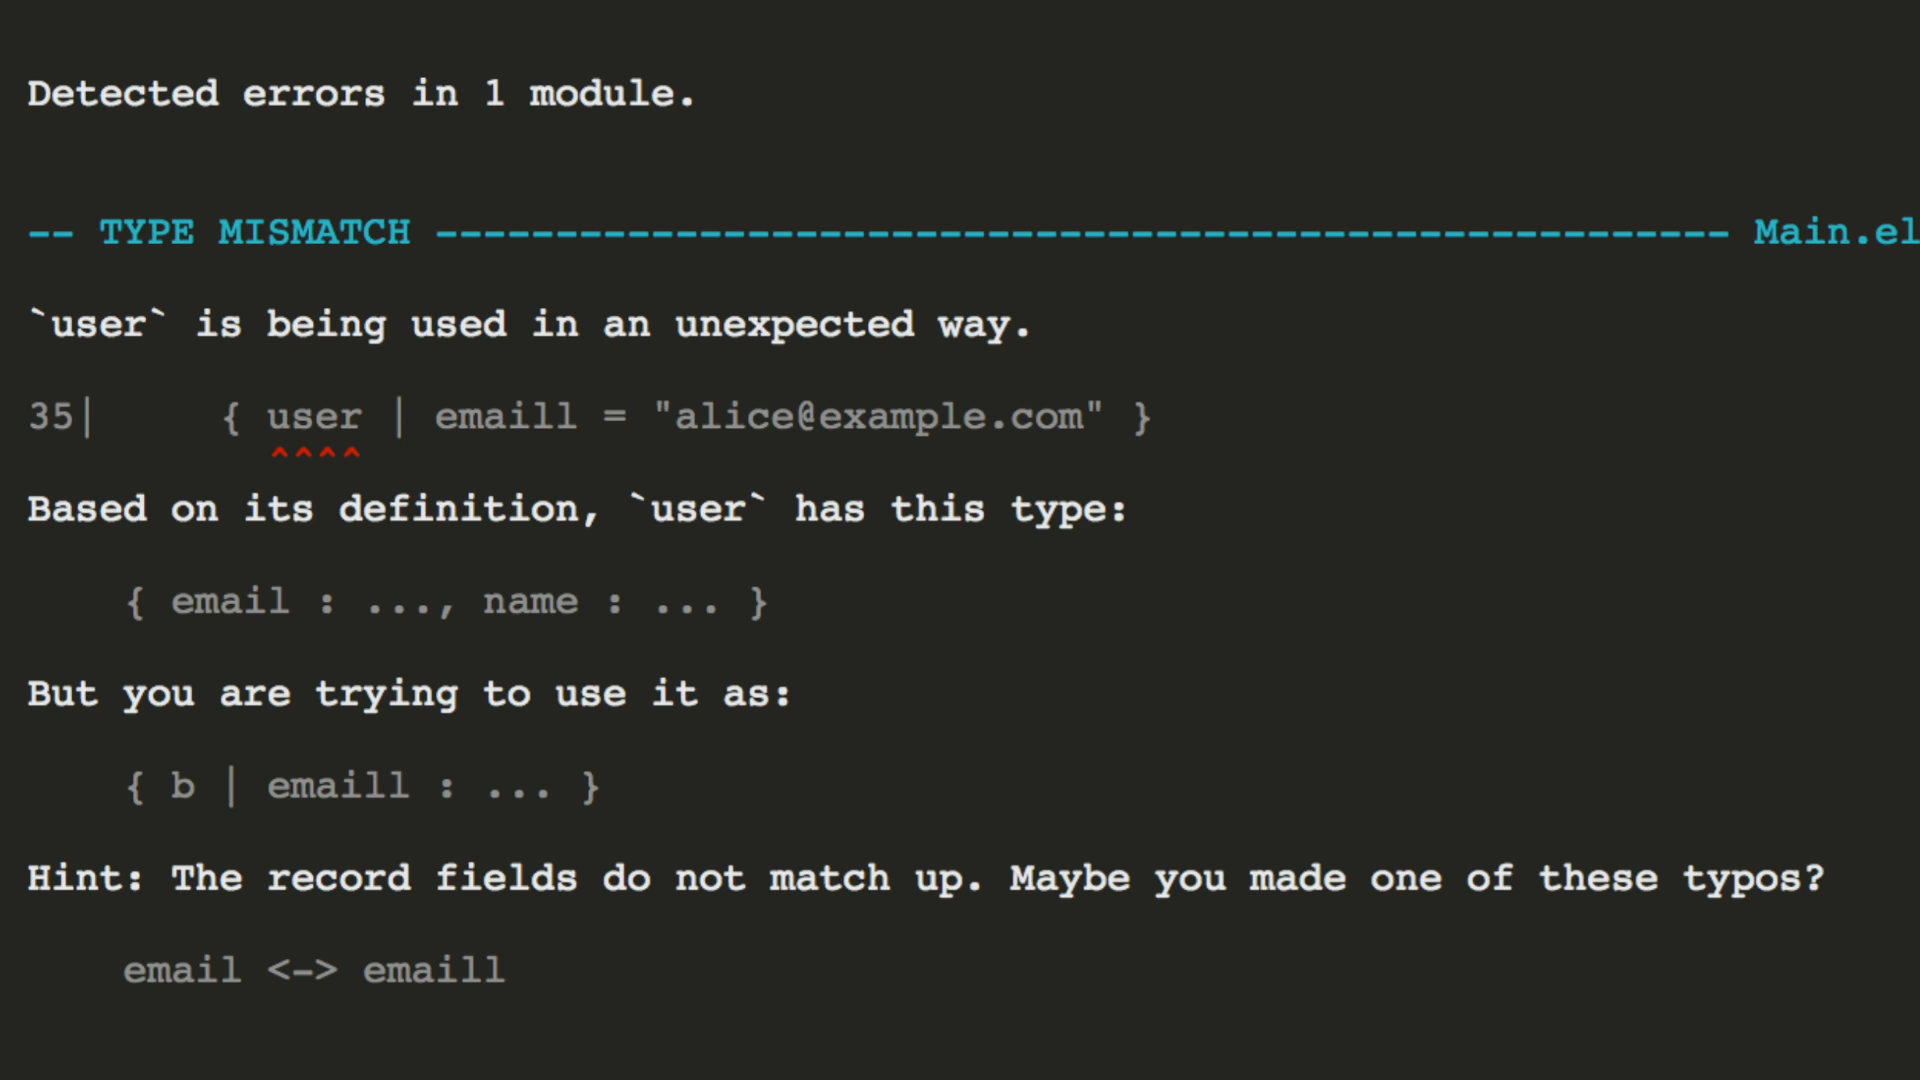 Detected errors in 1 module.
-- TYPE MISMATCH ------------------------------------------------------ Main.el
`user` is being used in an unexpected way.
35|     { user | emaill = "alice@example.com" }
^^^^
Based on its definition, `user` has this type:
{ email : ..., name : ... }
But you are trying to use it as:
{ b | emaill : ... }
Hint: The record fields do not match up. Maybe you made one of these typos?
email <-> emaill